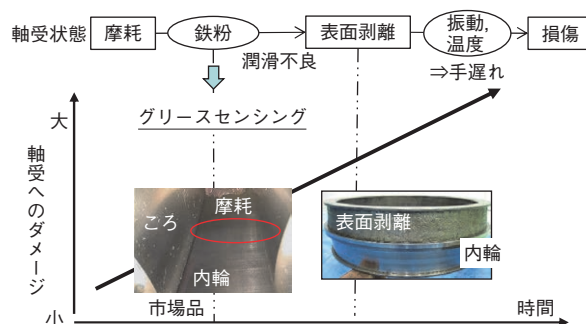 軸受状態
摩耗
鉄粉
表面剥離
振動,
温度
損傷
潤滑不良
⇒手遅れ
グリースセンシング
大
軸受へのダメージ
小
ころ
摩耗
内輪
市場品
表面剥離
内輪
時間